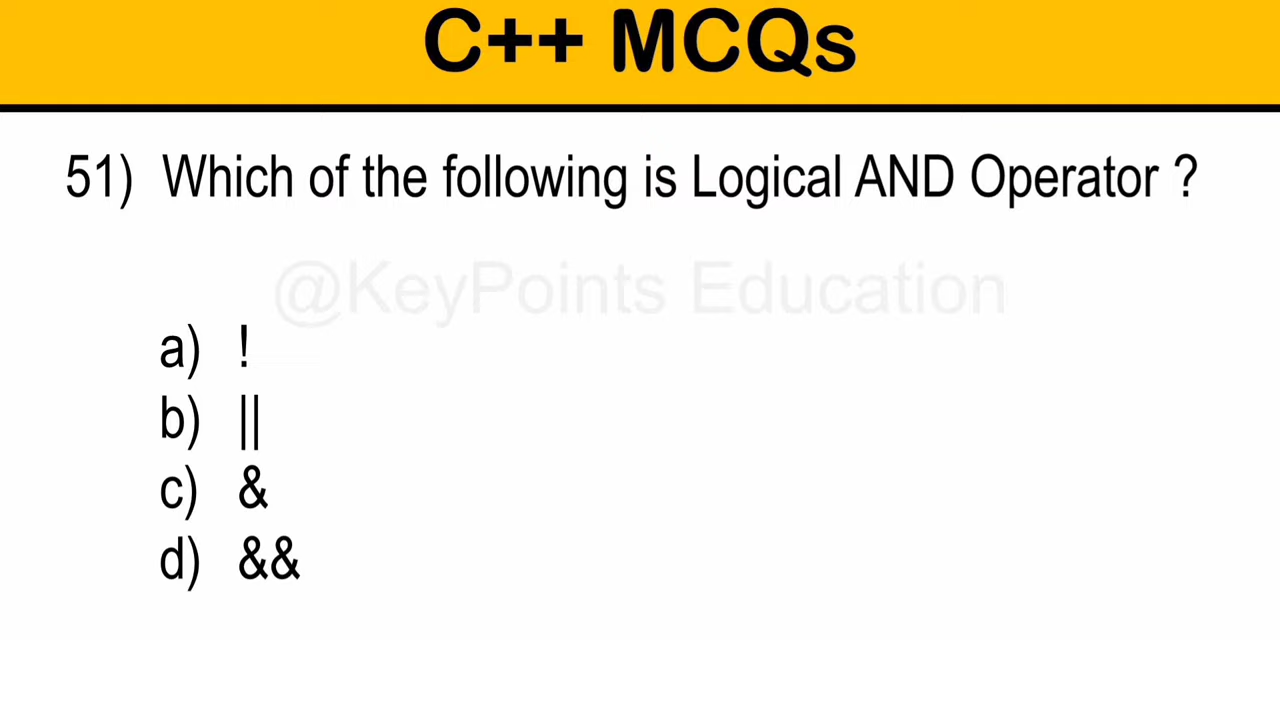 C++ MCQs
51) Which of the following is Logical AND Operator ?
@KeyPoints Education
a) !
b) ||
c) &
d) &&